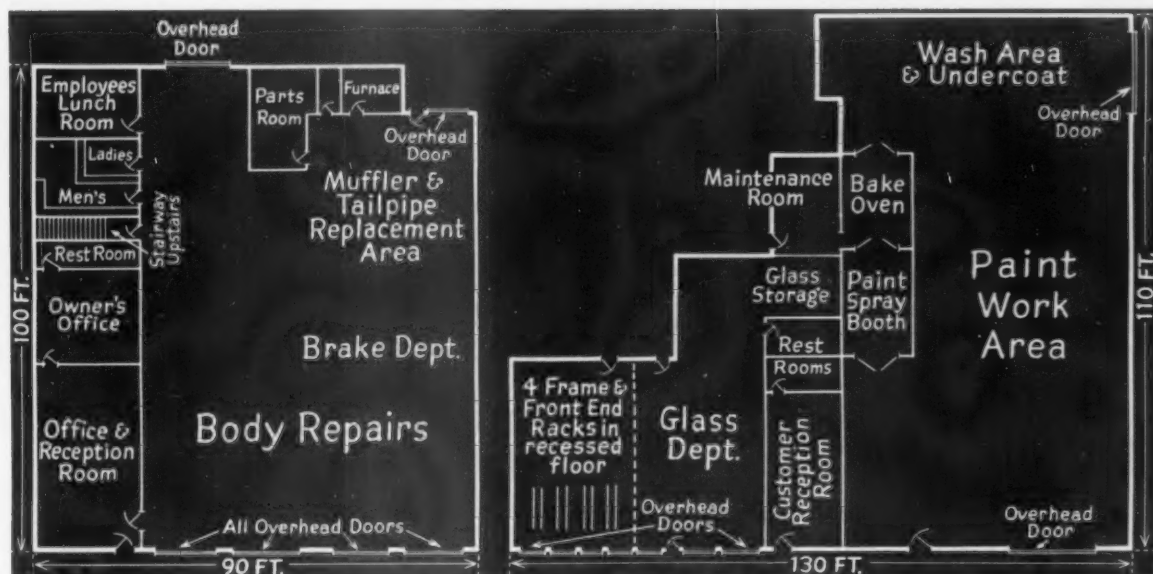 Overhead
Door
Employees
Lunch
Room
Ladies
Men's
Stairway
Upstairs
Rest Room
Owner's
Office
Office &
Reception
Room
Parts
Room
Furnace
Overhead
Door
Muffler &
Tailpipe
Replacement
Area
Brake Dept.
Body Repairs
All Overhead Doors
100 FT.
90 FT.
Wash Area
& Undercoat
Overhead
Door
Maintenance
Room
Bake
Oven
Glass
Storage
Paint
Spray
Booth
Paint
Work
Area
Rest
Rooms
4 Frame &
Front End
Racks in
recessed
floor
Glass
Dept.
Customer
Reception
Room
Overhead
Doors
Overhead
Door
110 FT.
130 FT.